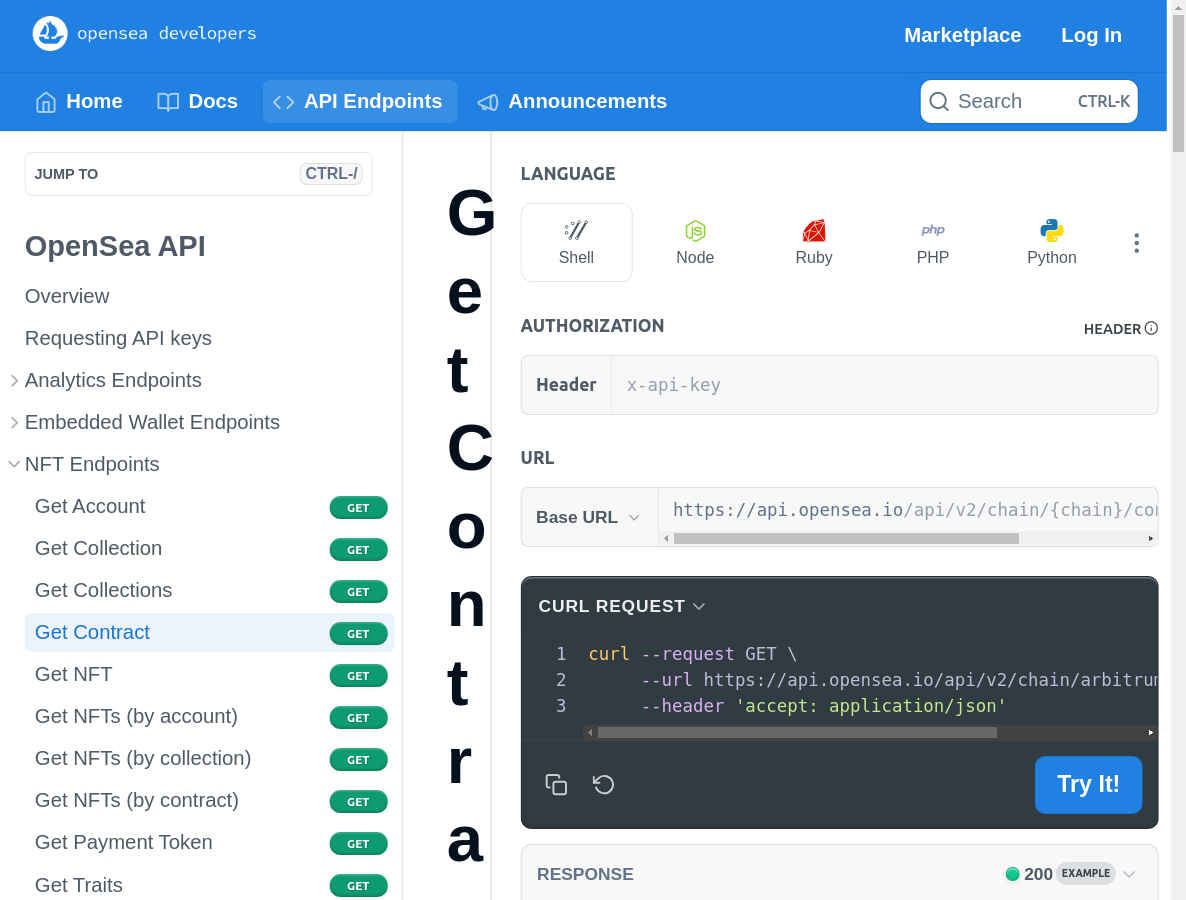 opensea developers
Marketplace
Log In
Home
Docs
API Endpoints
Announcements
Search
CTRL-K
JUMP TO
CTRL-/
OpenSea API
Overview
Requesting API keys
Analytics Endpoints
Embedded Wallet Endpoints
NFT Endpoints
Get Account GET
Get Collection GET
Get Collections GET
Get Contract GET
Get NFT GET
Get NFTs (by account) GET
Get NFTs (by collection) GET
Get NFTs (by contract) GET
Get Payment Token GET
Get Traits GET
G
e
t
C
o
n
t
r
a
LANGUAGE
Shell
Node
php
Ruby
PHP
Python
AUTHORIZATION
HEADER
Header
x-api-key
URL
Base URL
https://api.opensea.io/api/v2/chain/{chain}/co
CURL REQUEST
1 curl --request GET \
2 --url https://api.opensea.io/api/v2/chain/arbitru
3 --header 'accept: application/json'
Try It!
RESPONSE
200 EXAMPLE